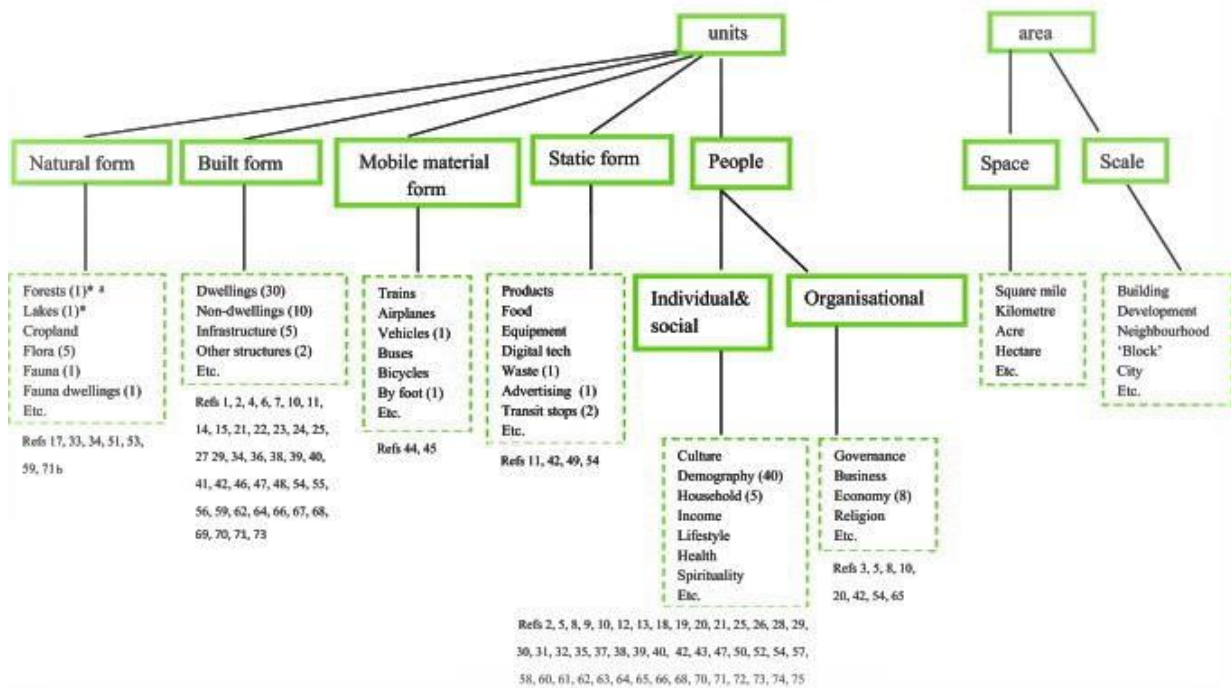 units
area
Natural form
Built form
Mobile material
form
Static form
People
Space
Scale
Forests (1)* a
Lakes (1)*
Cropland
Flora (5)
Fauna (1)
Fauna dwellings (1)
Etc.
Refs 17, 33, 34, 51, 53,
59, 71b
Dwellings (30)
Non-dwellings (10)
Infrastructure (5)
Other structures (2)
Etc.
Refs 1, 2, 4, 6, 7, 10, 11,
14, 15, 21, 22, 23, 24, 25,
27 29, 34, 36, 38, 39, 40,
41, 42, 46, 47, 48, 54, 55,
56, 59, 62, 64, 66, 67, 68,
69, 70, 71, 73
Trains
Airplanes
Vehicles (1)
Buses
Bicycles
By foot (1)
Etc.
Refs 44, 45
Products
Food
Equipment
Digital tech
Waste (1)
Advertising (1)
Transit stops (2)
Etc.
Refs 11, 42, 49, 54
Individual&
social
Organisational
Culture
Demography (40)
Household (5)
Income
Lifestyle
Health
Spirituality
Etc.
Refs 2, 5, 8, 9, 10, 12, 13, 18, 19, 20, 21, 25, 26, 28, 29,
30, 31, 32, 35, 37, 38, 39, 40, 42, 43, 47, 50, 52, 54, 57,
58, 60, 61, 62, 63, 64, 65, 66, 68, 70, 71, 72, 73, 74, 75
Governance
Business
Economy (8)
Religion
Etc.
Refs 3, 5, 8, 10,
20, 42, 54, 65
Square mile
Kilometre
Acre
Hectare
Etc.
Building
Development
Neighbourhood
‘Block’
City
Etc.